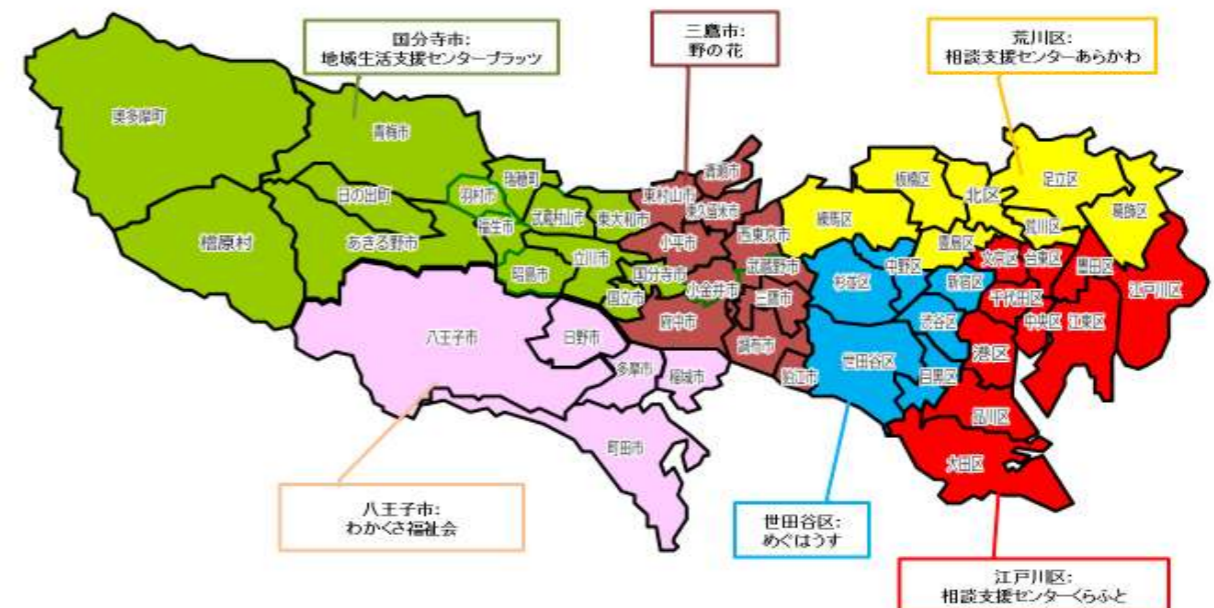 国分寺市:
地域生活支援センタープラッツ
三鷹市:
野の花
荒川区:
相談支援センターあらかわ
奥多摩町
青梅市
日の出町
檜原村
あきる野市
羽村市
瑞穂町
福生市
武蔵村山市
東大和市
昭島市
立川市
国分寺市
国立市
東村山市
清瀬市
東久留米市
小平市
西東京市
小金井市
武蔵野市
三鷹市
府中市
調布市
狛江市
八王子市
日野市
多摩市
稲城市
町田市
練馬区
板橋区
北区
足立区
荒川区
葛飾区
豊島区
杉並区
中野区
新宿区
渋谷区
世田谷区
目黒区
文京区
台東区
墨田区
江戸川区
千代田区
中央区
江東区
港区
品川区
大田区
八王子市:
わかくさ福祉会
世田谷区:
めぐはうす
江戸川区:
相談支援センターくらふと